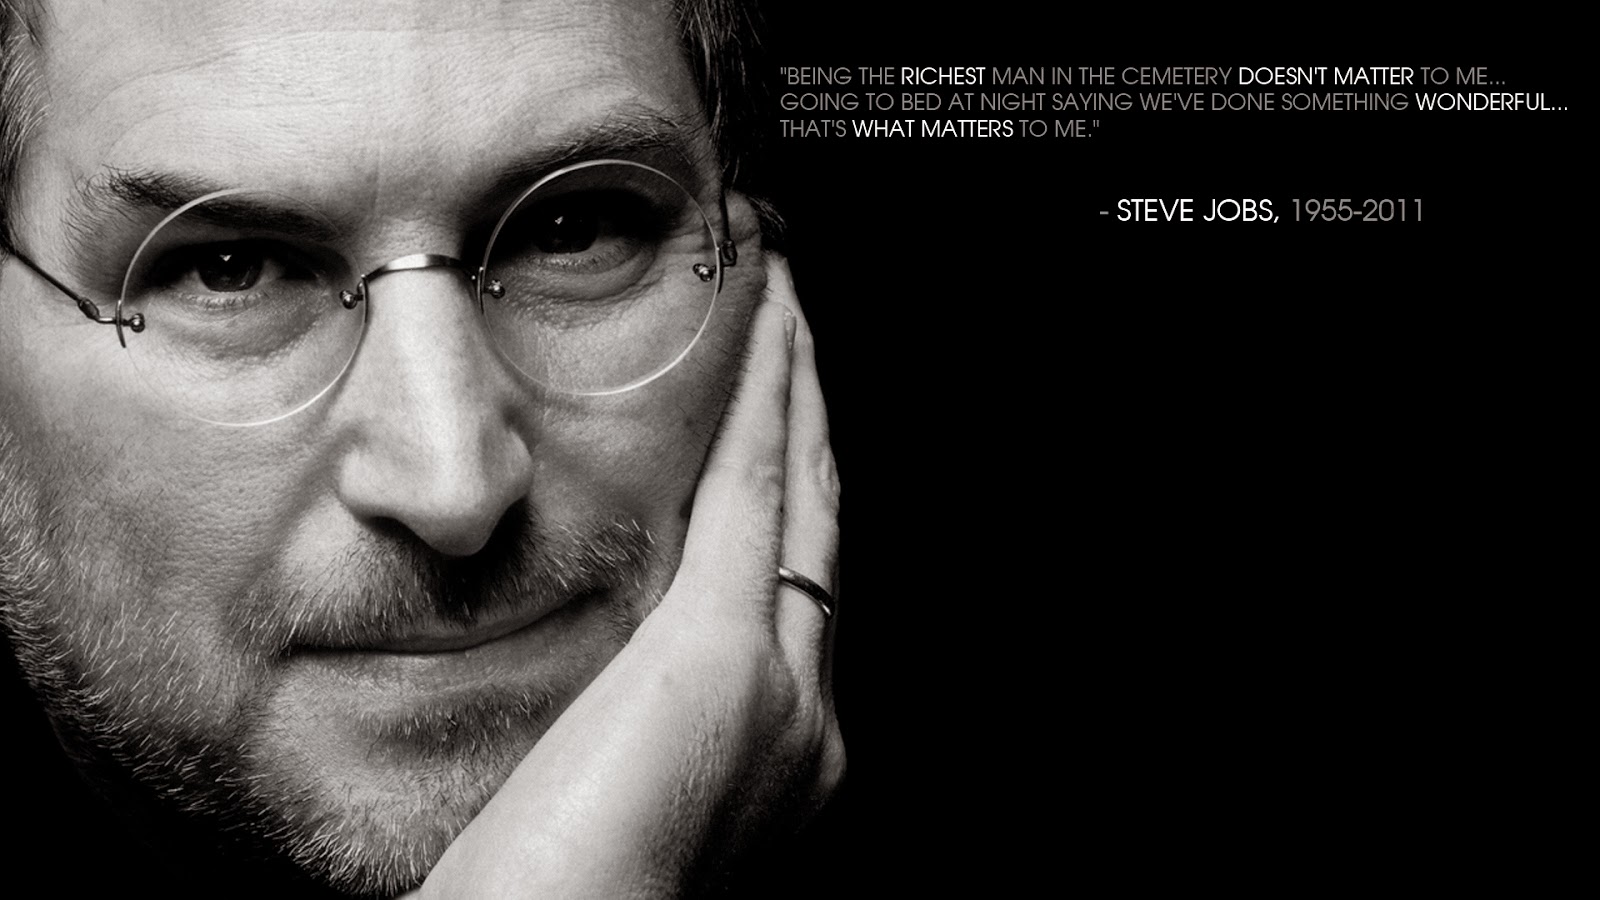 "BEING THE RICHEST MAN IN THE CEMETERY DOESN'T MATTER TO ME...
GOING TO BED AT NIGHT SAYING WE'VE DONE SOMETHING WONDERFUL...
THAT'S WHAT MATTERS TO ME."
- STEVE JOBS, 1955-2011